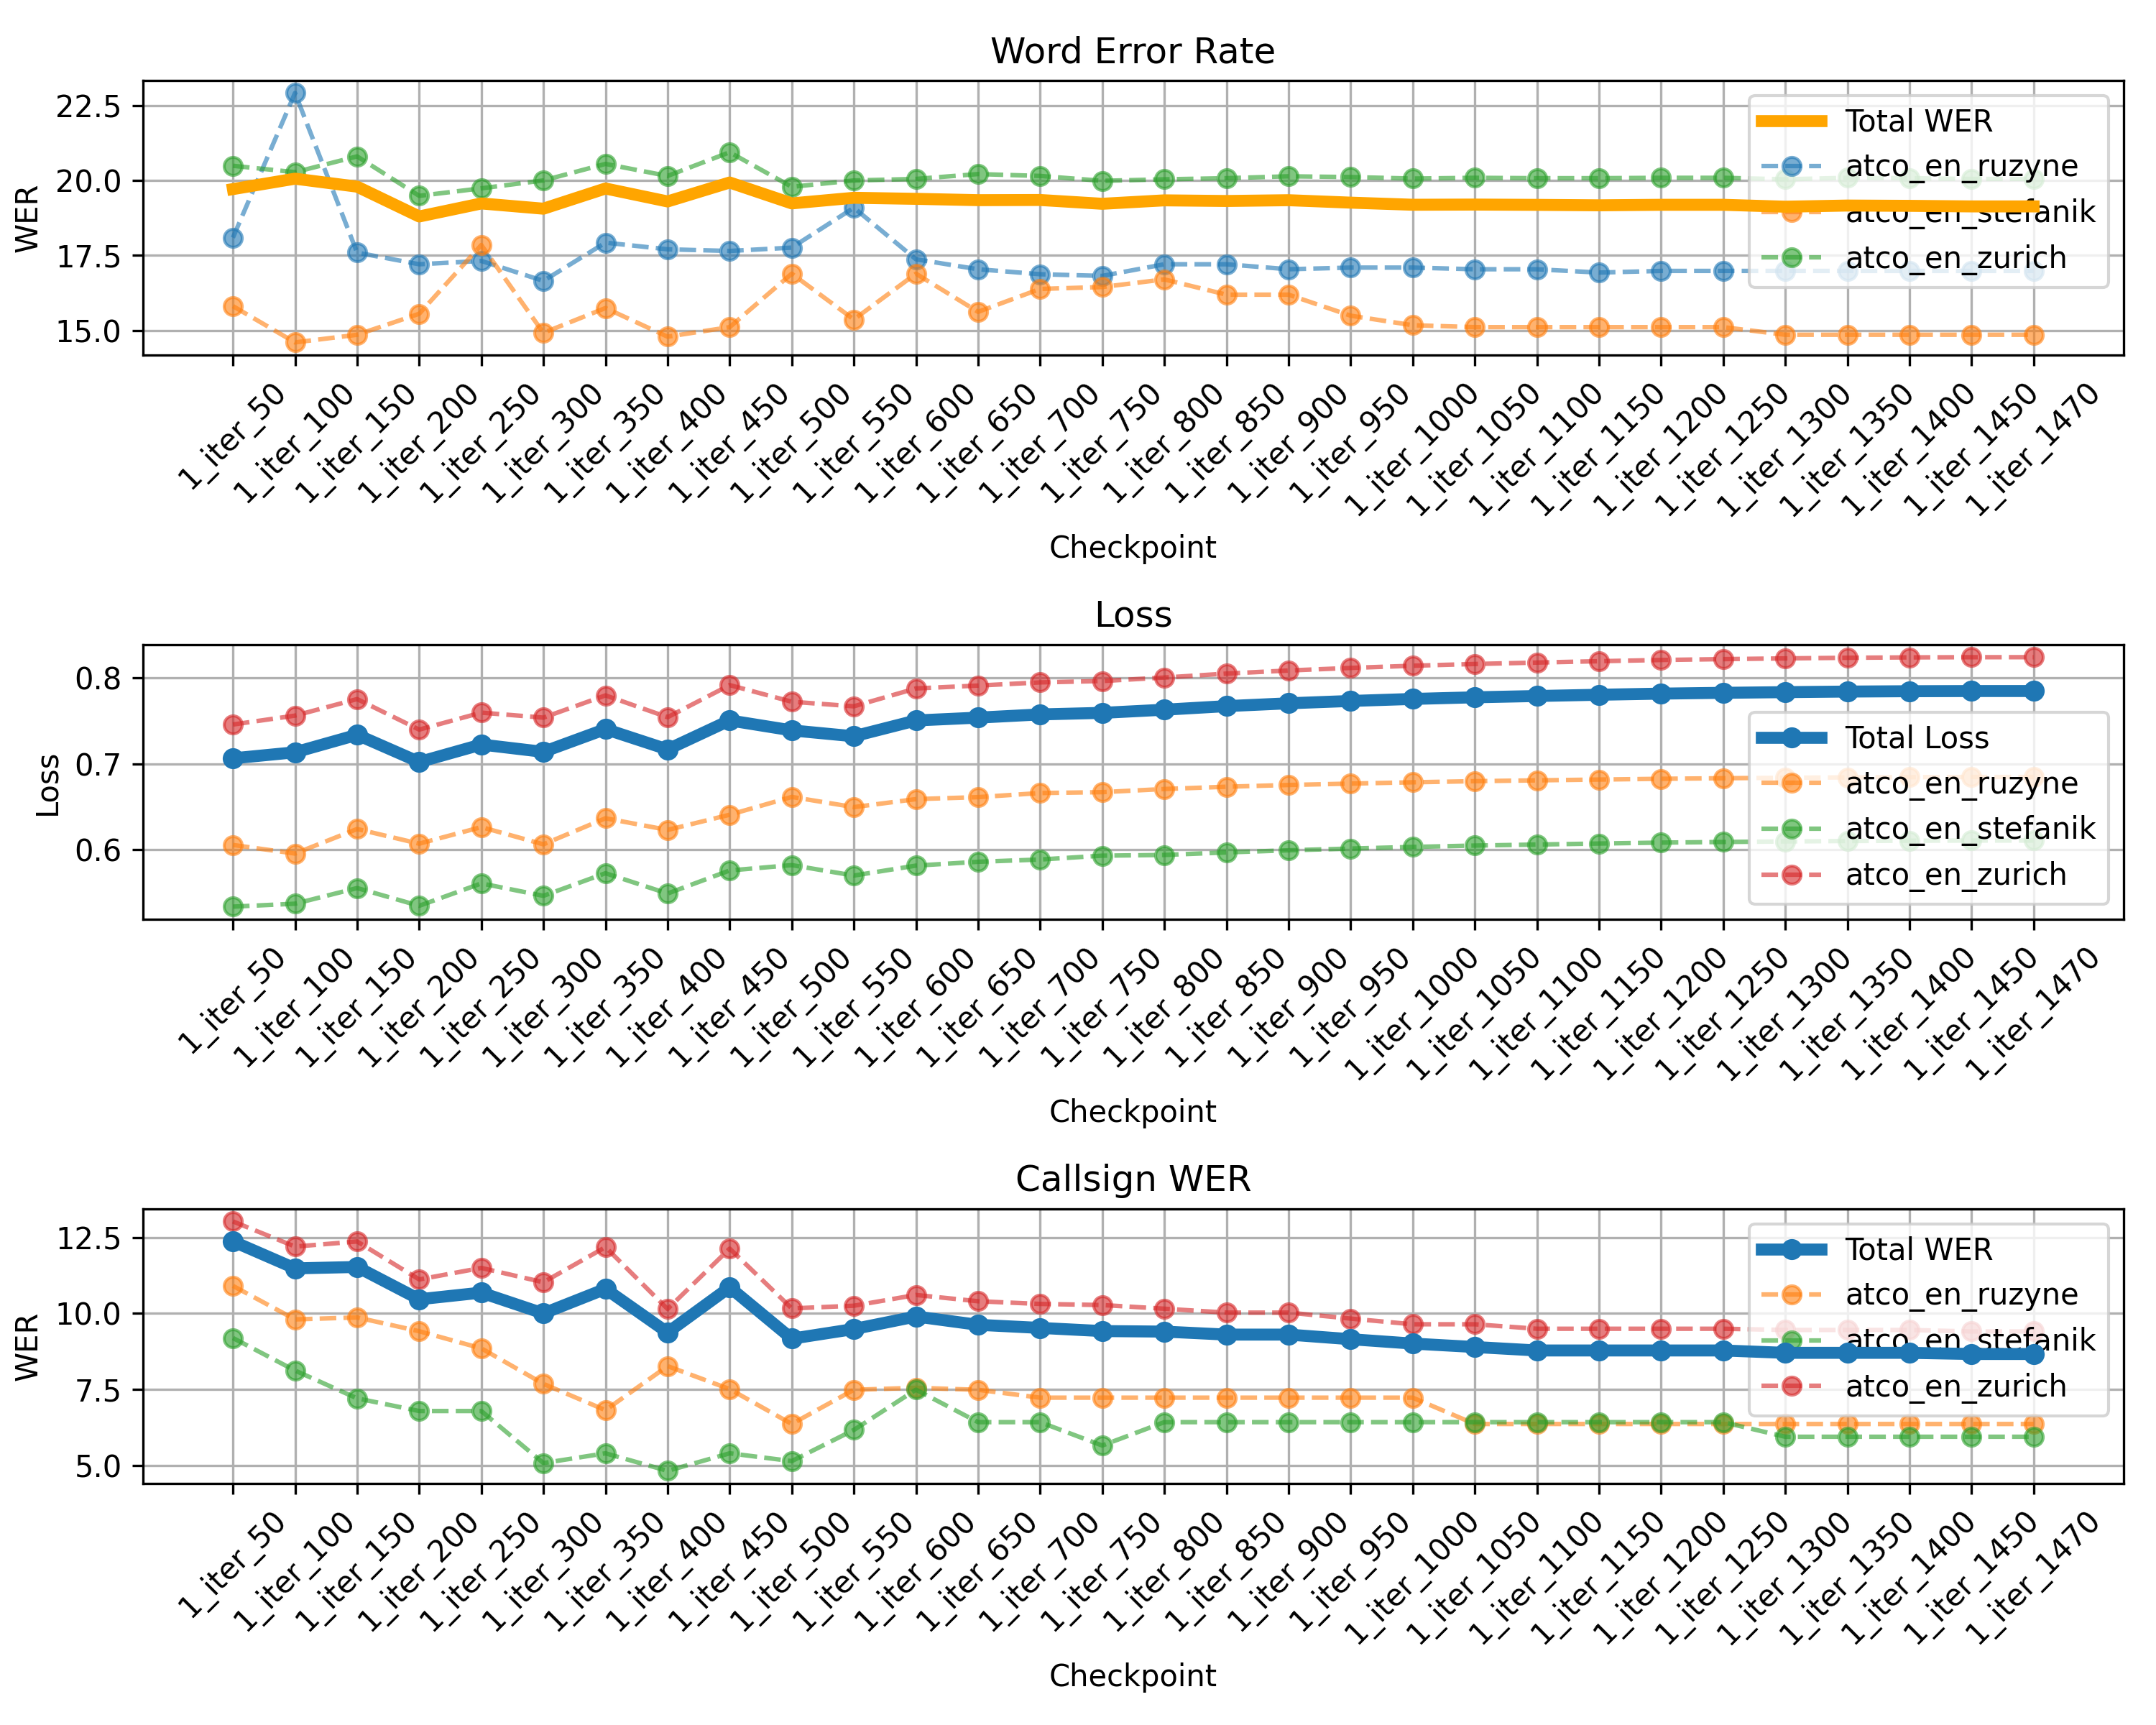 Word Error Rate
22.5
20.0
17.5
15.0
WER
Total WER
atco_en_ruzyne
atco_en_stefanik
atco_en_zurich
1_iter_50
1_iter_100
1_iter_150
1_iter_200
1_iter_250
1_iter_300
1_iter_350
1_iter_400
1_iter_450
1_iter_500
1_iter_550
1_iter_600
1_iter_650
1_iter_700
1_iter_750
1_iter_800
1_iter_850
1_iter_900
1_iter_950
1_iter_1000
1_iter_1050
1_iter_1100
1_iter_1150
1_iter_1200
1_iter_1250
1_iter_1300
1_iter_1350
1_iter_1400
1_iter_1450
1_iter_1470
Checkpoint
Loss
0.8
0.7
0.6
Loss
Total Loss
atco_en_ruzyne
atco_en_stefanik
atco_en_zurich
1_iter_50
1_iter_100
1_iter_150
1_iter_200
1_iter_250
1_iter_300
1_iter_350
1_iter_400
1_iter_450
1_iter_500
1_iter_550
1_iter_600
1_iter_650
1_iter_700
1_iter_750
1_iter_800
1_iter_850
1_iter_900
1_iter_950
1_iter_1000
1_iter_1050
1_iter_1100
1_iter_1150
1_iter_1200
1_iter_1250
1_iter_1300
1_iter_1350
1_iter_1400
1_iter_1450
1_iter_1470
Checkpoint
Callsign WER
12.5
10.0
7.5
5.0
WER
Total WER
atco_en_ruzyne
atco_en_stefanik
atco_en_zurich
1_iter_50
1_iter_100
1_iter_150
1_iter_200
1_iter_250
1_iter_300
1_iter_350
1_iter_400
1_iter_450
1_iter_500
1_iter_550
1_iter_600
1_iter_650
1_iter_700
1_iter_750
1_iter_800
1_iter_850
1_iter_900
1_iter_950
1_iter_1000
1_iter_1050
1_iter_1100
1_iter_1150
1_iter_1200
1_iter_1250
1_iter_1300
1_iter_1350
1_iter_1400
1_iter_1450
1_iter_1470
Checkpoint